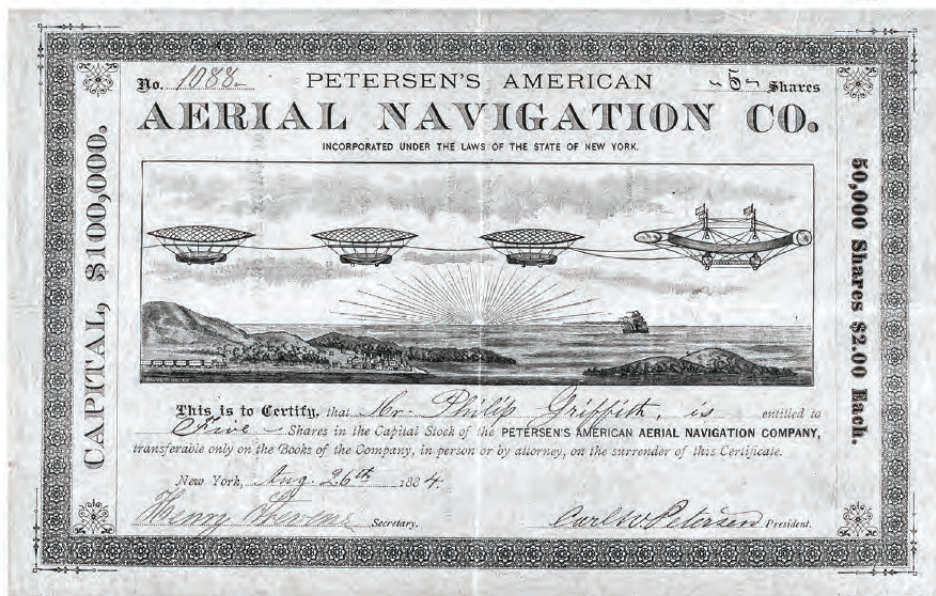 No. 1088 PETERSEN'S AMERICAN 5 Shares
AERIAL NAVIGATION CO.
INCORPORATED UNDER THE LAWS OF THE STATE OF NEW YORK.
CAPITAL, $100,000.
50,000 Shares $2.00 Each.
This is to Certify, that Mr. Philip Griffith, is entitled to
Five Shares in the Capital Stock of the PETERSEN'S AMERICAN AERIAL NAVIGATION COMPANY,
transferable only on the Books of the Company, in person or by attorney, on the surrender of this Certificate.
New York, Aug. 26th 1884.
Henry Stevens Secretary. Carl W. Petersen President.